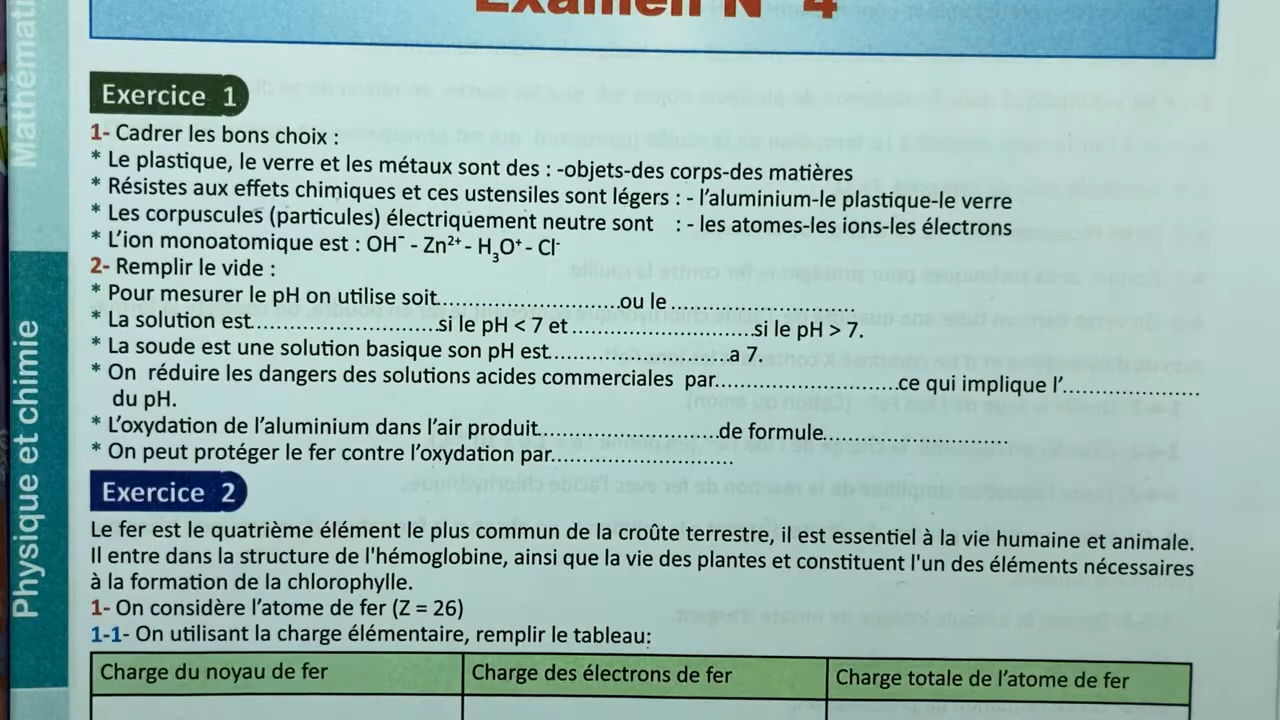 Examen N° 4
Mathémati
Physique et chimie
Exercice 1
1- Cadrer les bons choix :
* Le plastique, le verre et les métaux sont des : -objets-des corps-des matières
* Résistes aux effets chimiques et ces ustensiles sont légers : - l'aluminium-le plastique-le verre
* Les corpuscules (particules) électriquement neutre sont : - les atomes-les ions-les électrons
* L'ion monoatomique est : OH⁻ - Zn²⁺ - H₃O⁺ - Cl⁻
2- Remplir le vide :
* Pour mesurer le pH on utilise soit..............................ou le..............................
* La solution est..............................si le pH < 7 et..............................si le pH > 7.
* La soude est une solution basique son pH est..............................a 7.
* On réduire les dangers des solutions acides commerciales par..............................ce qui implique l'.......................
du pH.
* L'oxydation de l'aluminium dans l'air produit..............................de formule..............................
* On peut protéger le fer contre l'oxydation par..............................
Exercice 2
Le fer est le quatrième élément le plus commun de la croûte terrestre, il est essentiel à la vie humaine et animale.
Il entre dans la structure de l'hémoglobine, ainsi que la vie des plantes et constituent l'un des éléments nécessaires
à la formation de la chlorophylle.
1- On considère l'atome de fer (Z = 26)
1-1- On utilisant la charge élémentaire, remplir le tableau:
Charge du noyau de fer
Charge des électrons de fer
Charge totale de l'atome de fer